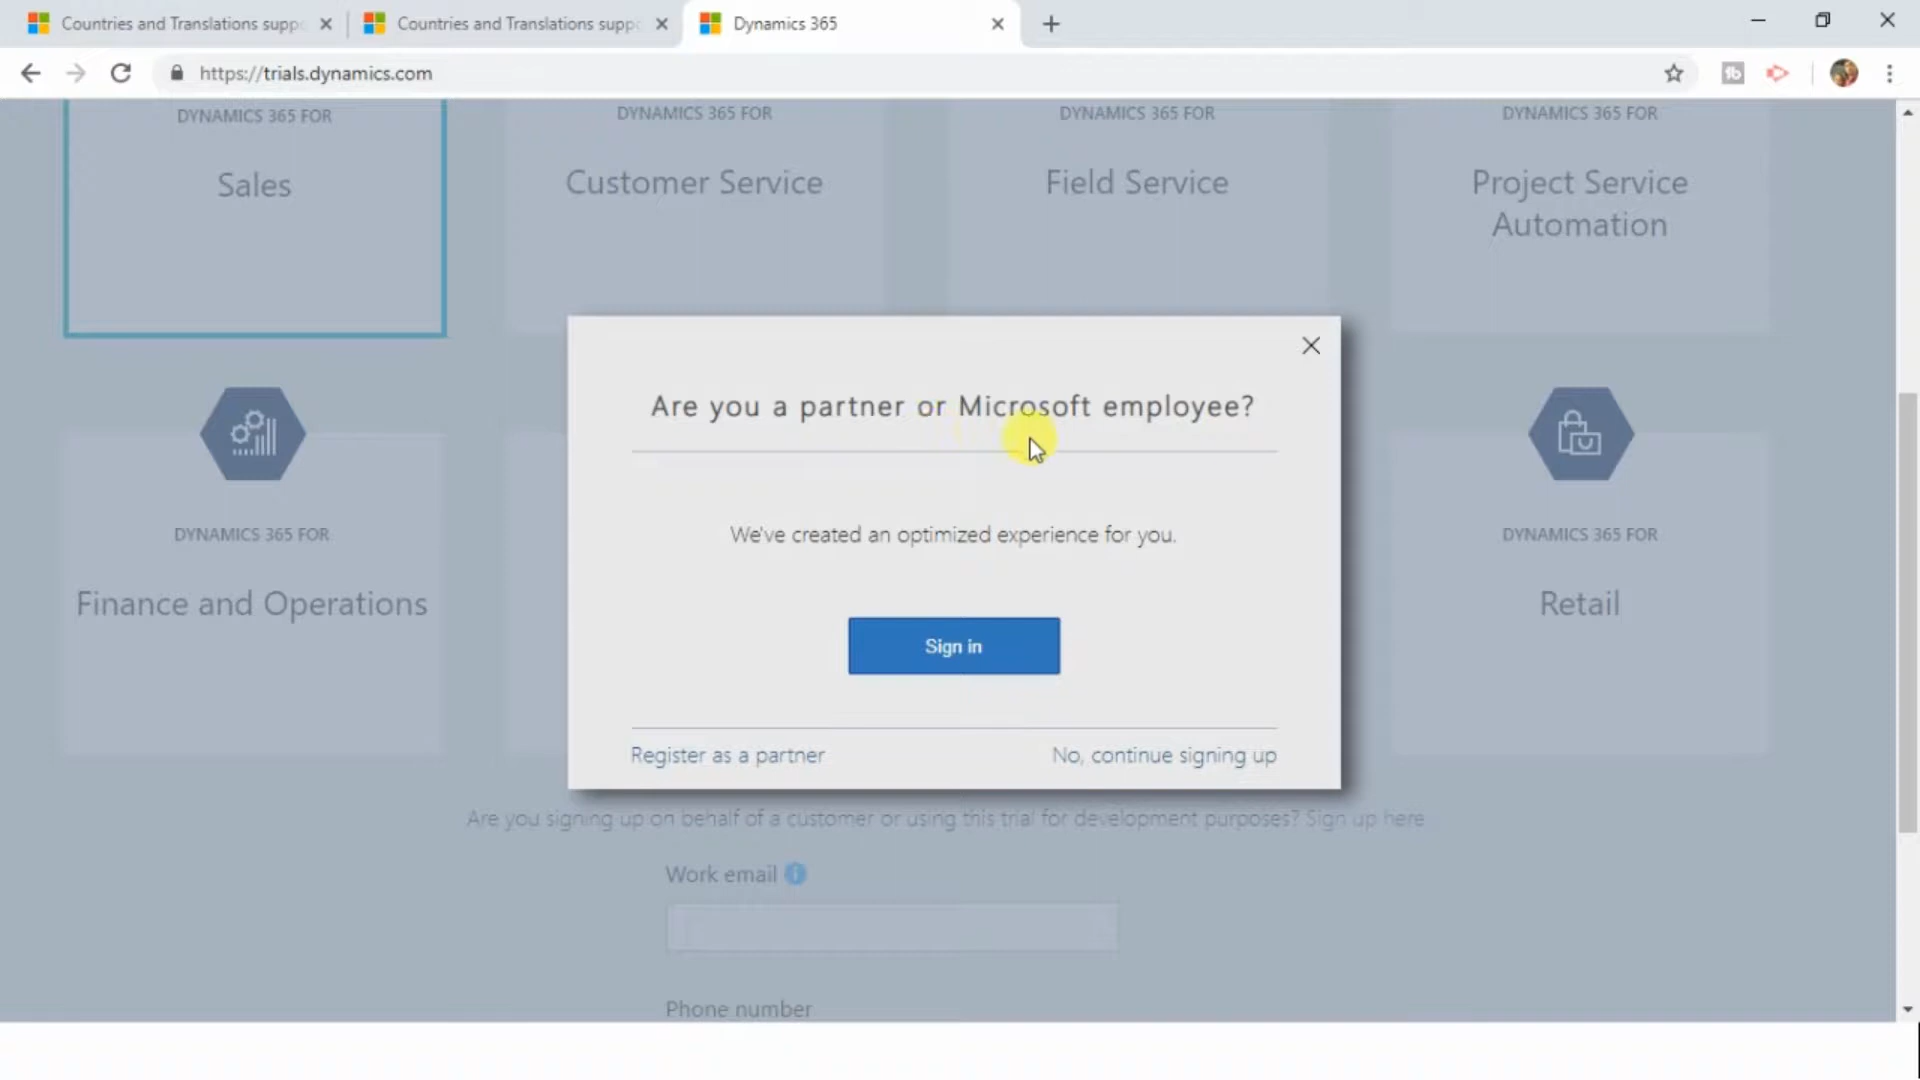 Countries and Translations suppo
Countries and Translations suppo
Dynamics 365
https://trials.dynamics.com
DYNAMICS 365 FOR
Sales
DYNAMICS 365 FOR
Customer Service
DYNAMICS 365 FOR
Field Service
DYNAMICS 365 FOR
Project Service
Automation
Are you a partner or Microsoft employee?
We've created an optimized experience for you.
Sign in
Register as a partner
No, continue signing up
DYNAMICS 365 FOR
Finance and Operations
DYNAMICS 365 FOR
Retail
Are you signing up on behalf of a customer or using this trial for development purposes? Sign up here
Work email
Phone number